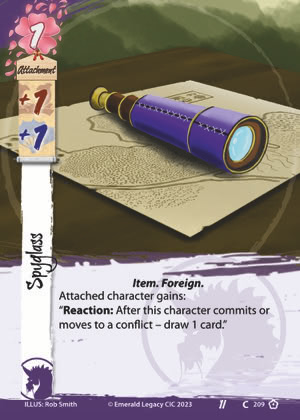 1
Attachment
+1
+1
Spyglass
Item. Foreign.
Attached character gains:
“Reaction: After this character commits or
moves to a conflict – draw 1 card.”
ILLUS: Rob Smith
© Emerald Legacy CIC 2023
C 209